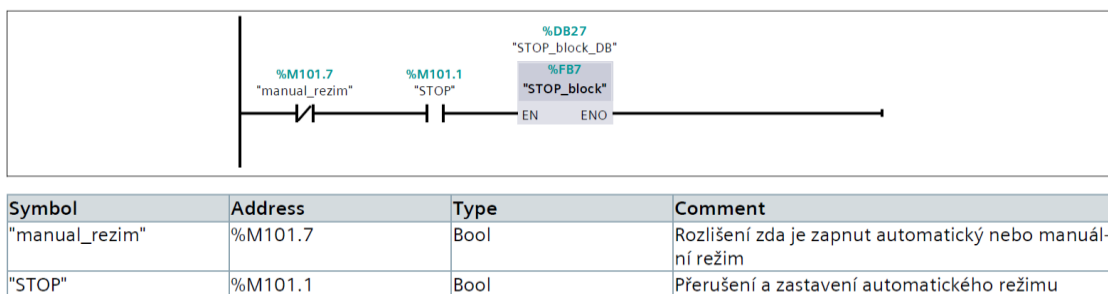 %DB27
"STOP_block_DB"
%M101.7
%M101.1
%FB7
"manual_rezim"
"STOP"
"STOP_block"
EN
ENO
Symbol Address Type Comment
"manual_rezim" %M101.7 Bool Rozlišení zda je zapnut automatický nebo manuál-
ní režim
"STOP" %M101.1 Bool Přerušení a zastavení automatického režimu